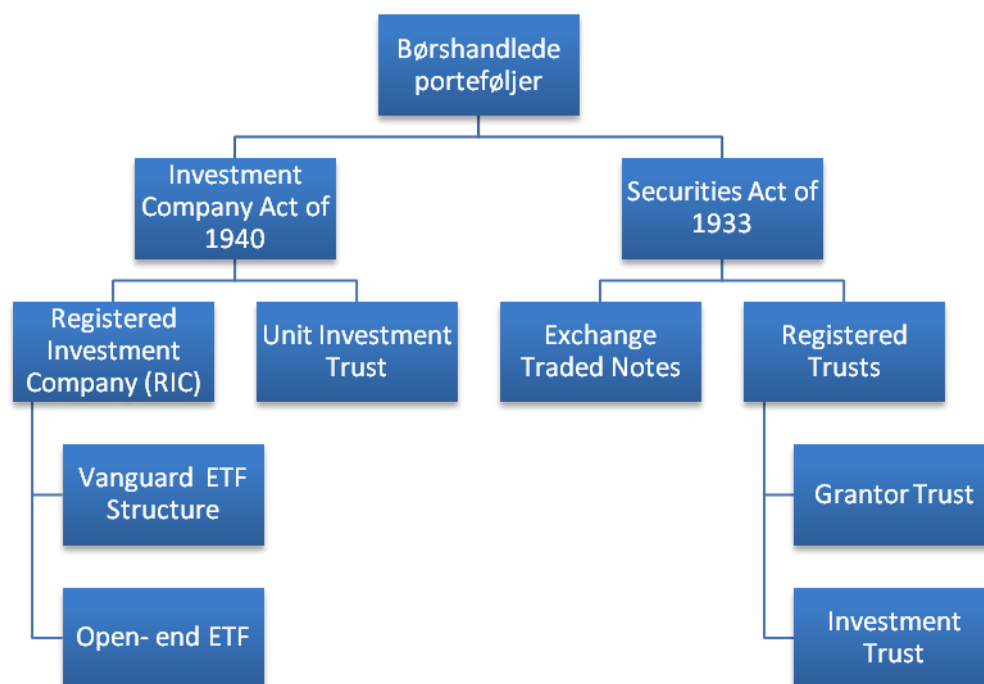 Børshandlede
porteføljer
Investment
Company Act of
1940
Securities Act of
1933
Registered
Investment
Company (RIC)
Unit Investment
Trust
Exchange
Traded Notes
Registered
Trusts
Vanguard ETF
Structure
Grantor Trust
Open- end ETF
Investment
Trust